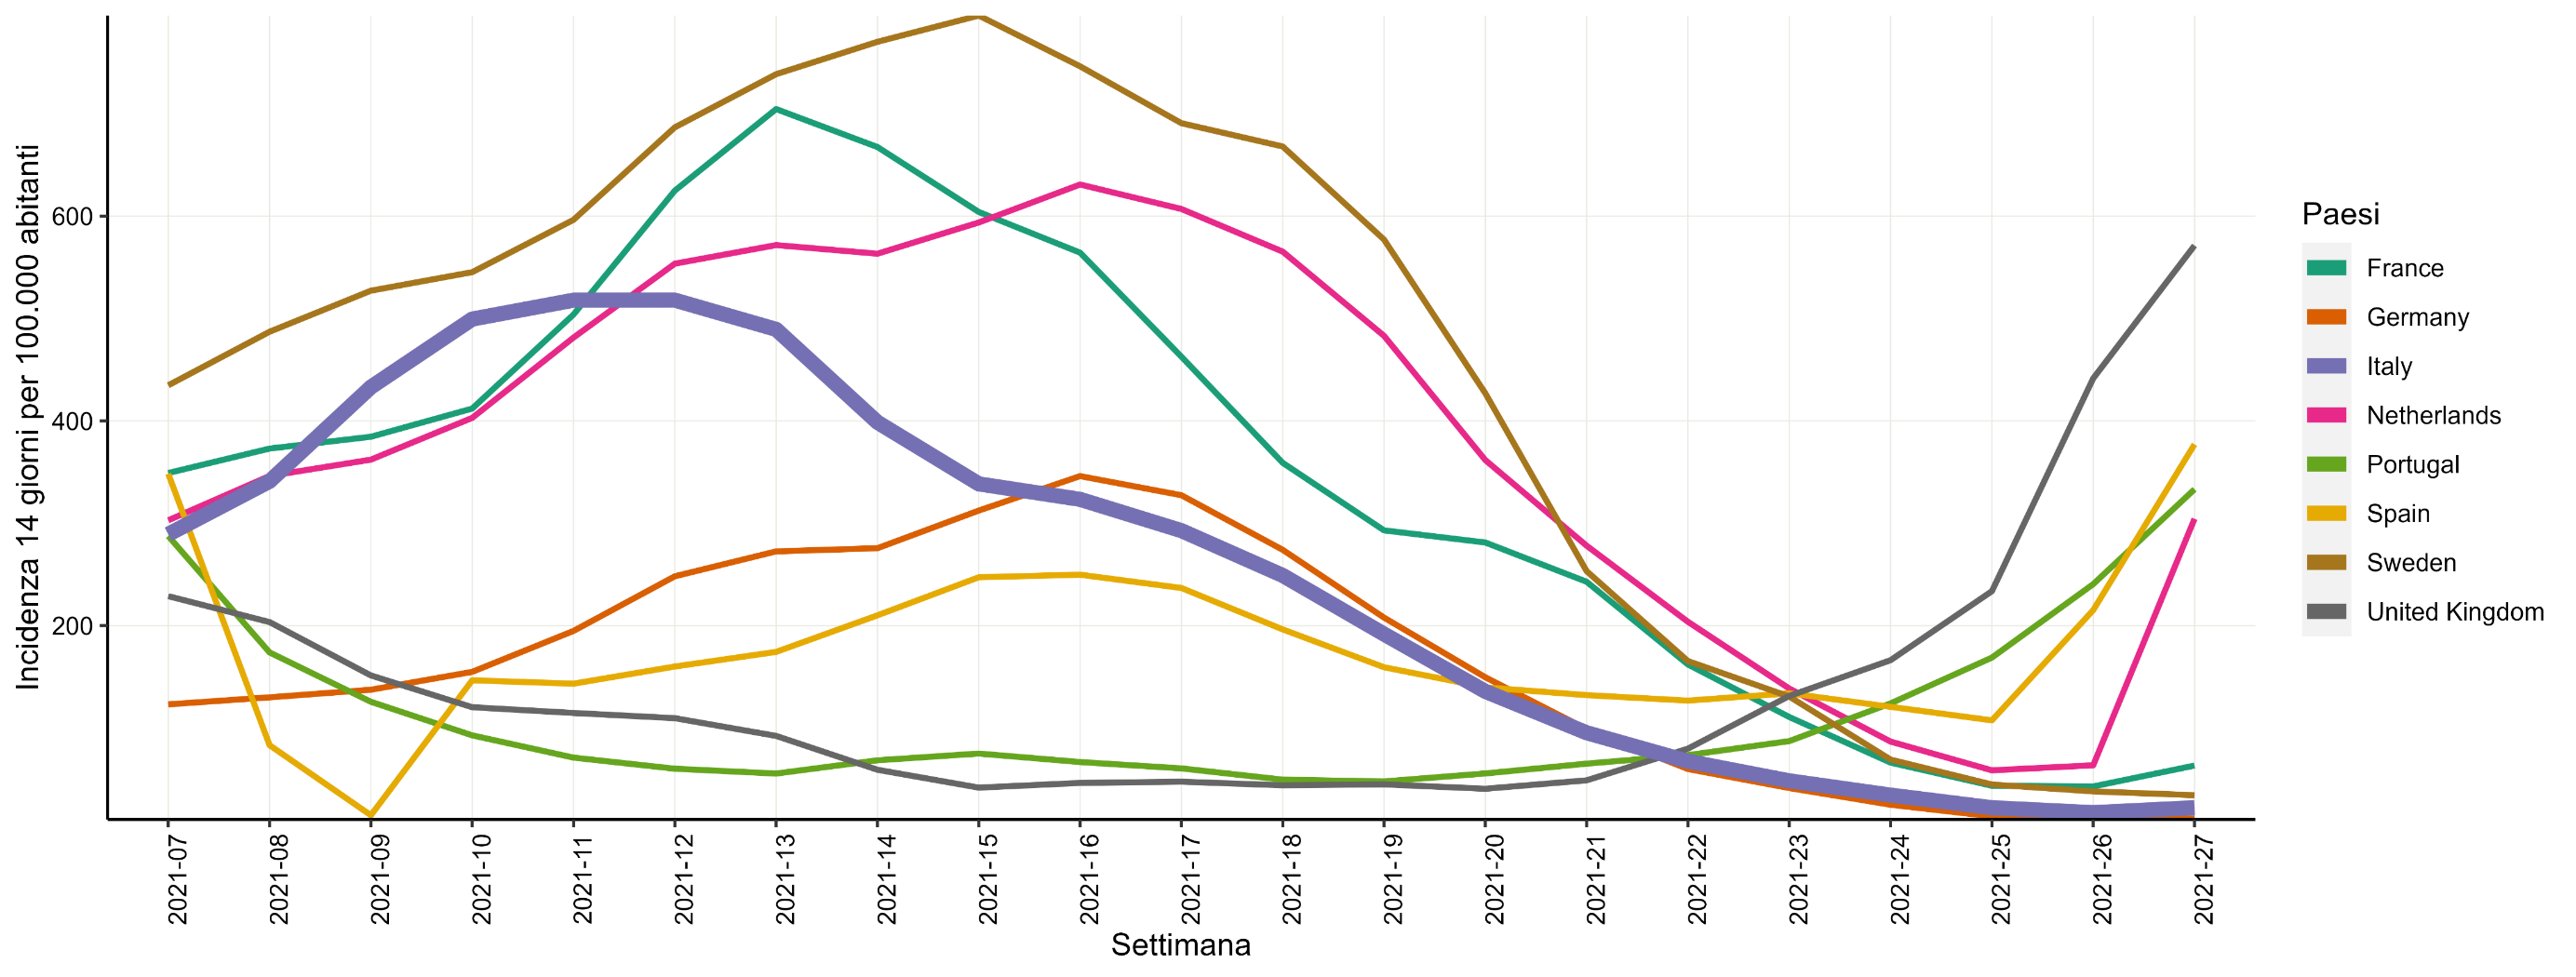 Incidenza 14 giorni per 100.000 abitanti
600
400
200
2021-07
2021-08
2021-09
2021-10
2021-11
2021-12
2021-13
2021-14
2021-15
2021-16
2021-17
2021-18
2021-19
2021-20
2021-21
2021-22
2021-23
2021-24
2021-25
2021-26
2021-27
Settimana
Paesi
France
Germany
Italy
Netherlands
Portugal
Spain
Sweden
United Kingdom